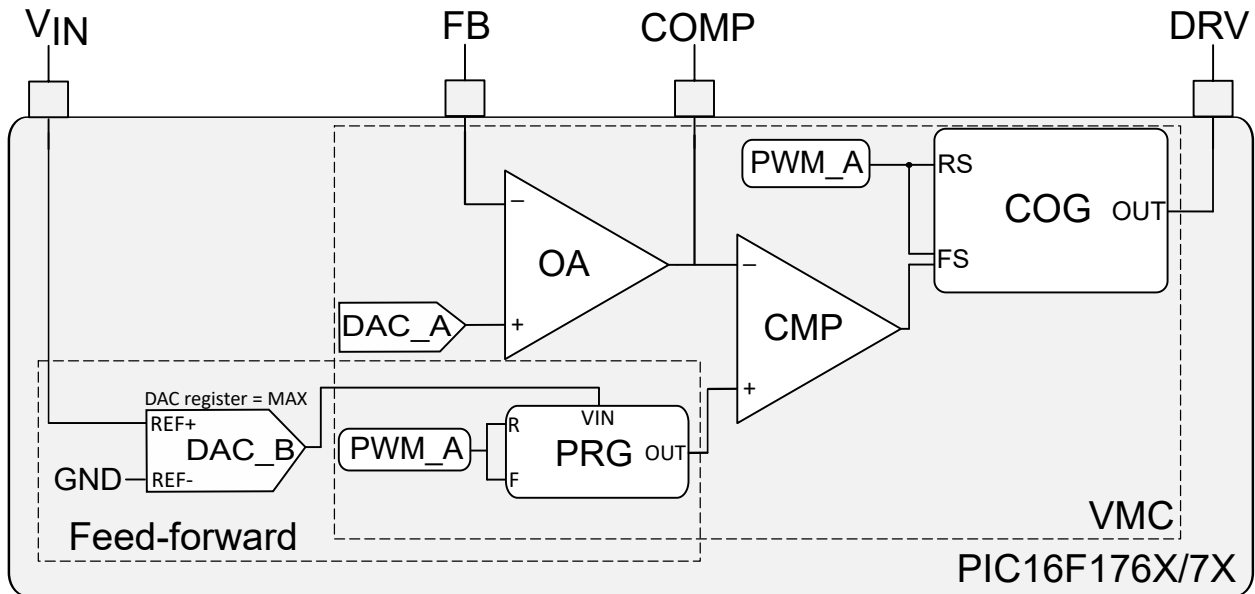 VIN
FB
COMP
DRV
PWM_A
RS
COG
OUT
FS
−
OA
+
DAC_A
−
CMP
+
DAC register = MAX
REF+
DAC_B
GND
REF-
VIN
R
PWM_A
PRG
OUT
F
Feed-forward
VMC
PIC16F176X/7X